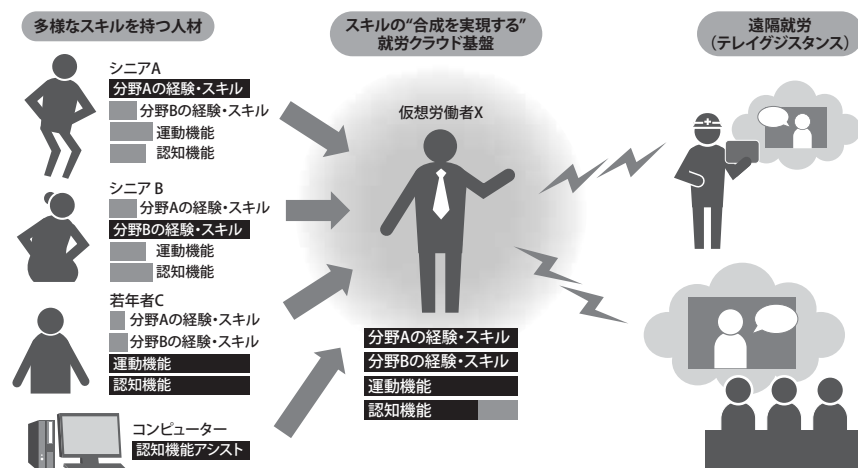 多様なスキルを持つ人材
シニアA
分野Aの経験・スキル
分野Bの経験・スキル
運動機能
認知機能
シニアB
分野Aの経験・スキル
分野Bの経験・スキル
運動機能
認知機能
若年者C
分野Aの経験・スキル
分野Bの経験・スキル
運動機能
認知機能
コンピューター
認知機能アシスト
スキルの“合成を実現する”
就労クラウド基盤
仮想労働者X
分野Aの経験・スキル
分野Bの経験・スキル
運動機能
認知機能
遠隔就労
（テレイグジスタンス）